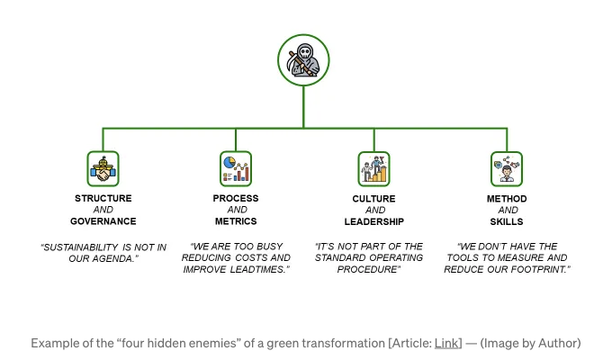 STRUCTURE
AND
GOVERNANCE
"SUSTAINABILITY IS NOT IN
OUR AGENDA."
PROCESS
AND
METRICS
"WE ARE TOO BUSY
REDUCING COSTS AND
IMPROVE LEADTIMES."
CULTURE
AND
LEADERSHIP
"IT'S NOT PART OF THE
STANDARD OPERATING
PROCEDURE"
METHOD
AND
SKILLS
"WE DON'T HAVE THE
TOOLS TO MEASURE AND
REDUCE OUR FOOTPRINT."
Example of the "four hidden enemies" of a green transformation [Article: Link] — (Image by Author)